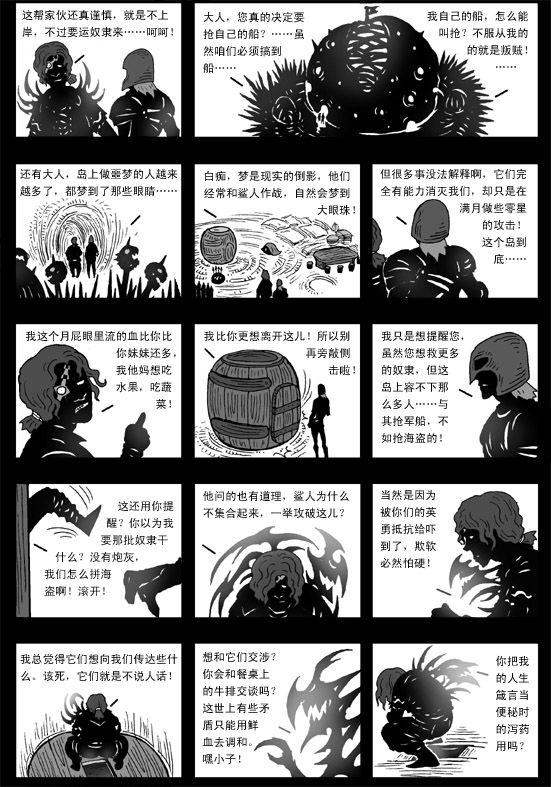 这帮家伙还真谨慎，就是不上
岸，不过要运奴隶来……呵呵！
大人，您真的决定要
抢自己的船？……虽
然咱们必须搞到
船……
我自己的船，怎么能
叫抢？不服从我的
的就是叛贼！
……
还有大人，岛上做噩梦的人越来
越多了，都梦到了那些眼睛……
白痴，梦是现实的倒影，他们
经常和鲨人作战，自然会梦到
大眼珠！
但很多事没法解释啊，它们完
全有能力消灭我们，却只是在
满月做些零星
的攻击！
这个岛到
底……
我这个月屁眼里流的血比你比
你妹妹还多，
我他妈想吃
水果，吃蔬
菜！
我比你更想离开这儿！所以别
再旁敲侧
击啦！
我只是想提醒您，
虽然您想救更多
的奴隶，但这
岛上容不下那
么多人……与
其抢军船，不
如抢海盗的！
这还用你提
醒？你以为我
要那批奴隶干
什么？没有炮灰，
我们怎么拼海
盗啊！滚开！
他问的也有道理，鲨人为什么
不集合起来，一举攻破这儿？
当然是因为
被你们的英
勇抵抗给吓
到了，欺软
必然怕硬！
我总觉得它们想向我们传达些什
么。该死，它们就是不说人话！
想和它们交涉？
你会和餐桌上
的牛排交谈吗？
这世上有些矛
盾只能用鲜
血去调和。
嘿小子！
你把我
的人生
箴言当
便秘时
的泻药
用吗？